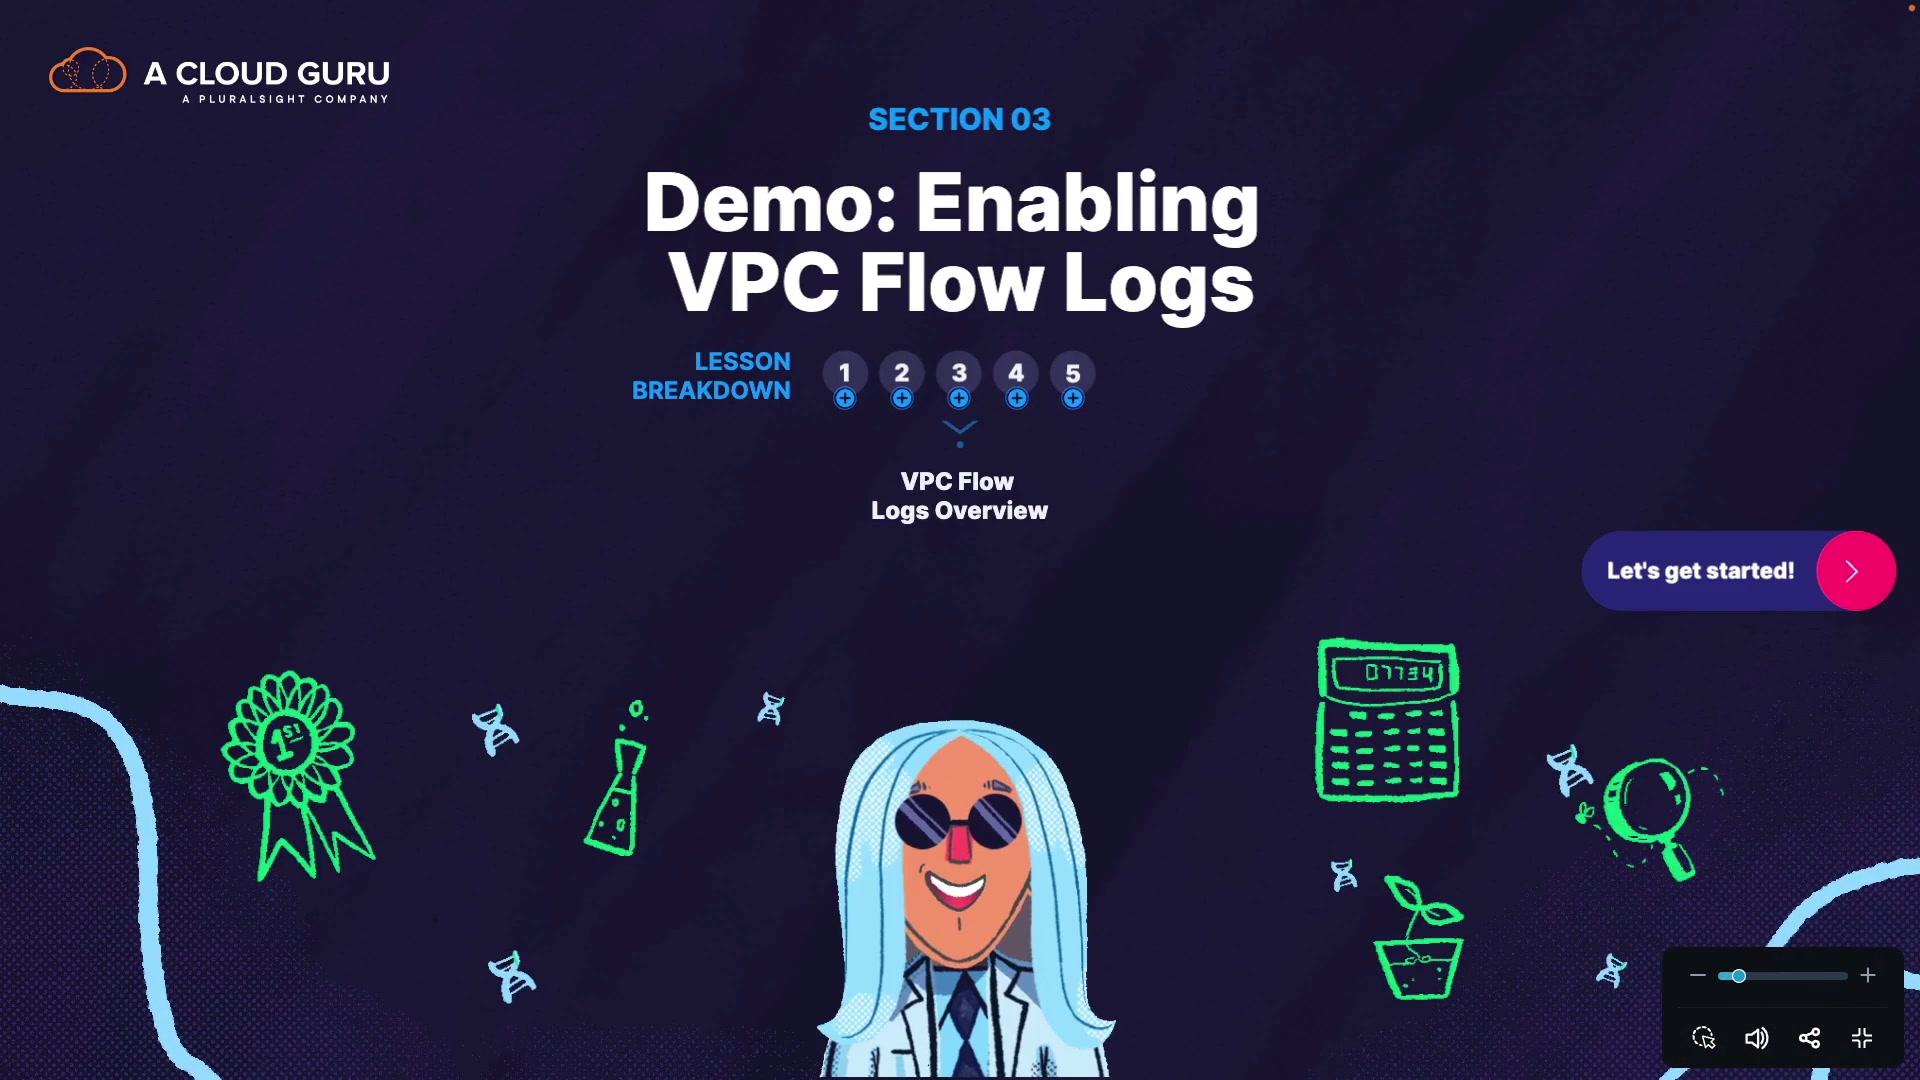 A CLOUD GURU
A PLURALSIGHT COMPANY
SECTION 03
Demo: Enabling
VPC Flow Logs
LESSON
BREAKDOWN
1 2 3 4 5
VPC Flow
Logs Overview
Let's get started!
1ST
07734